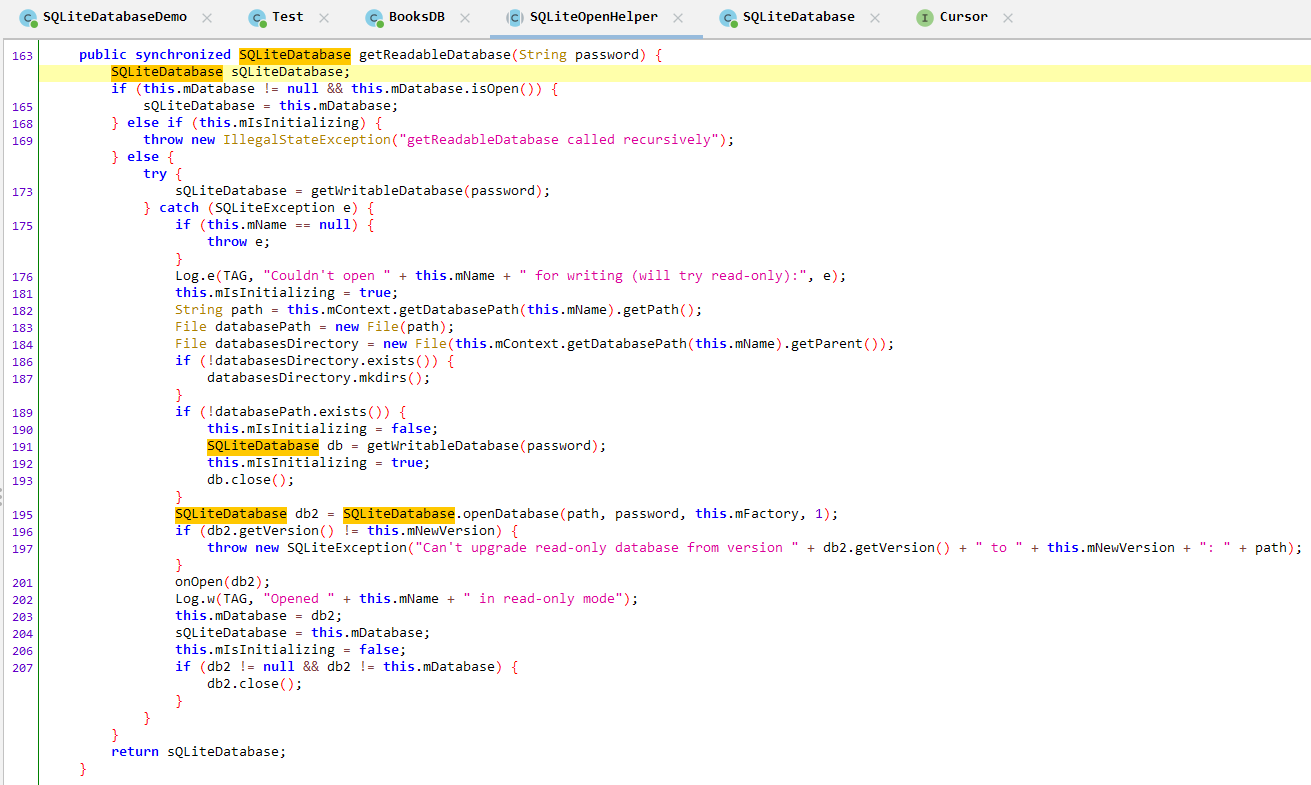 SQLiteDatabaseDemo Test BooksDB SQLiteOpenHelper SQLiteDatabase Cursor
163 public synchronized SQLiteDatabase getReadableDatabase(String password) {
SQLiteDatabase sQLiteDatabase;
if (this.mDatabase != null && this.mDatabase.isOpen()) {
165 sQLiteDatabase = this.mDatabase;
168 } else if (this.mIsInitializing) {
169 throw new IllegalStateException("getReadableDatabase called recursively");
} else {
try {
173 sQLiteDatabase = getWritableDatabase(password);
} catch (SQLiteException e) {
175 if (this.mName == null) {
throw e;
}
176 Log.e(TAG, "Couldn't open " + this.mName + " for writing (will try read-only):", e);
181 this.mIsInitializing = true;
182 String path = this.mContext.getDatabasePath(this.mName).getPath();
183 File databasePath = new File(path);
184 File databasesDirectory = new File(this.mContext.getDatabasePath(this.mName).getParent());
186 if (!databasesDirectory.exists()) {
187 databasesDirectory.mkdirs();
}
189 if (!databasePath.exists()) {
190 this.mIsInitializing = false;
191 SQLiteDatabase db = getWritableDatabase(password);
192 this.mIsInitializing = true;
193 db.close();
}
195 SQLiteDatabase db2 = SQLiteDatabase.openDatabase(path, password, this.mFactory, 1);
196 if (db2.getVersion() != this.mNewVersion) {
197 throw new SQLiteException("Can't upgrade read-only database from version " + db2.getVersion() + " to " + this.mNewVersion + ": " + path);
}
201 onOpen(db2);
202 Log.w(TAG, "Opened " + this.mName + " in read-only mode");
203 this.mDatabase = db2;
204 sQLiteDatabase = this.mDatabase;
206 this.mIsInitializing = false;
207 if (db2 != null && db2 != this.mDatabase) {
db2.close();
}
}
}
return sQLiteDatabase;
}